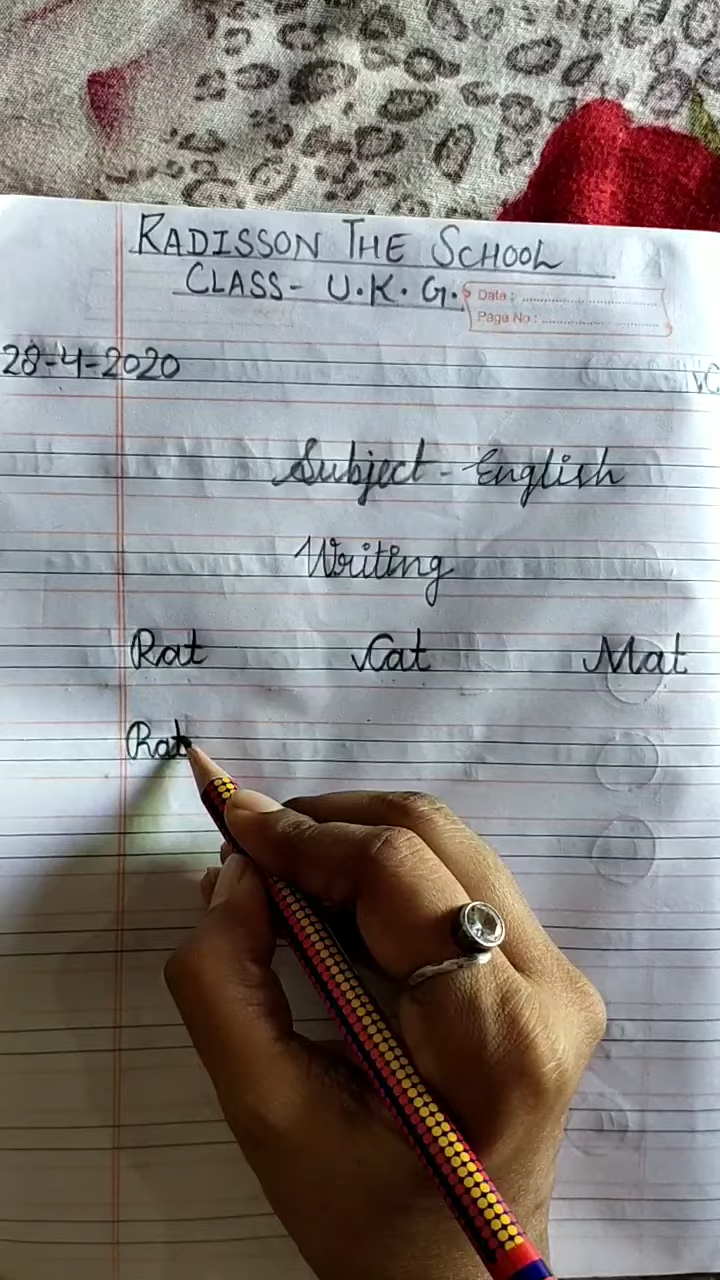 RADISSON THE SCHOOL
CLASS - U.K.G.
Date :
Page No :
28-4-2020
Subject - English
Writing
Rat Cat Mat
Rat